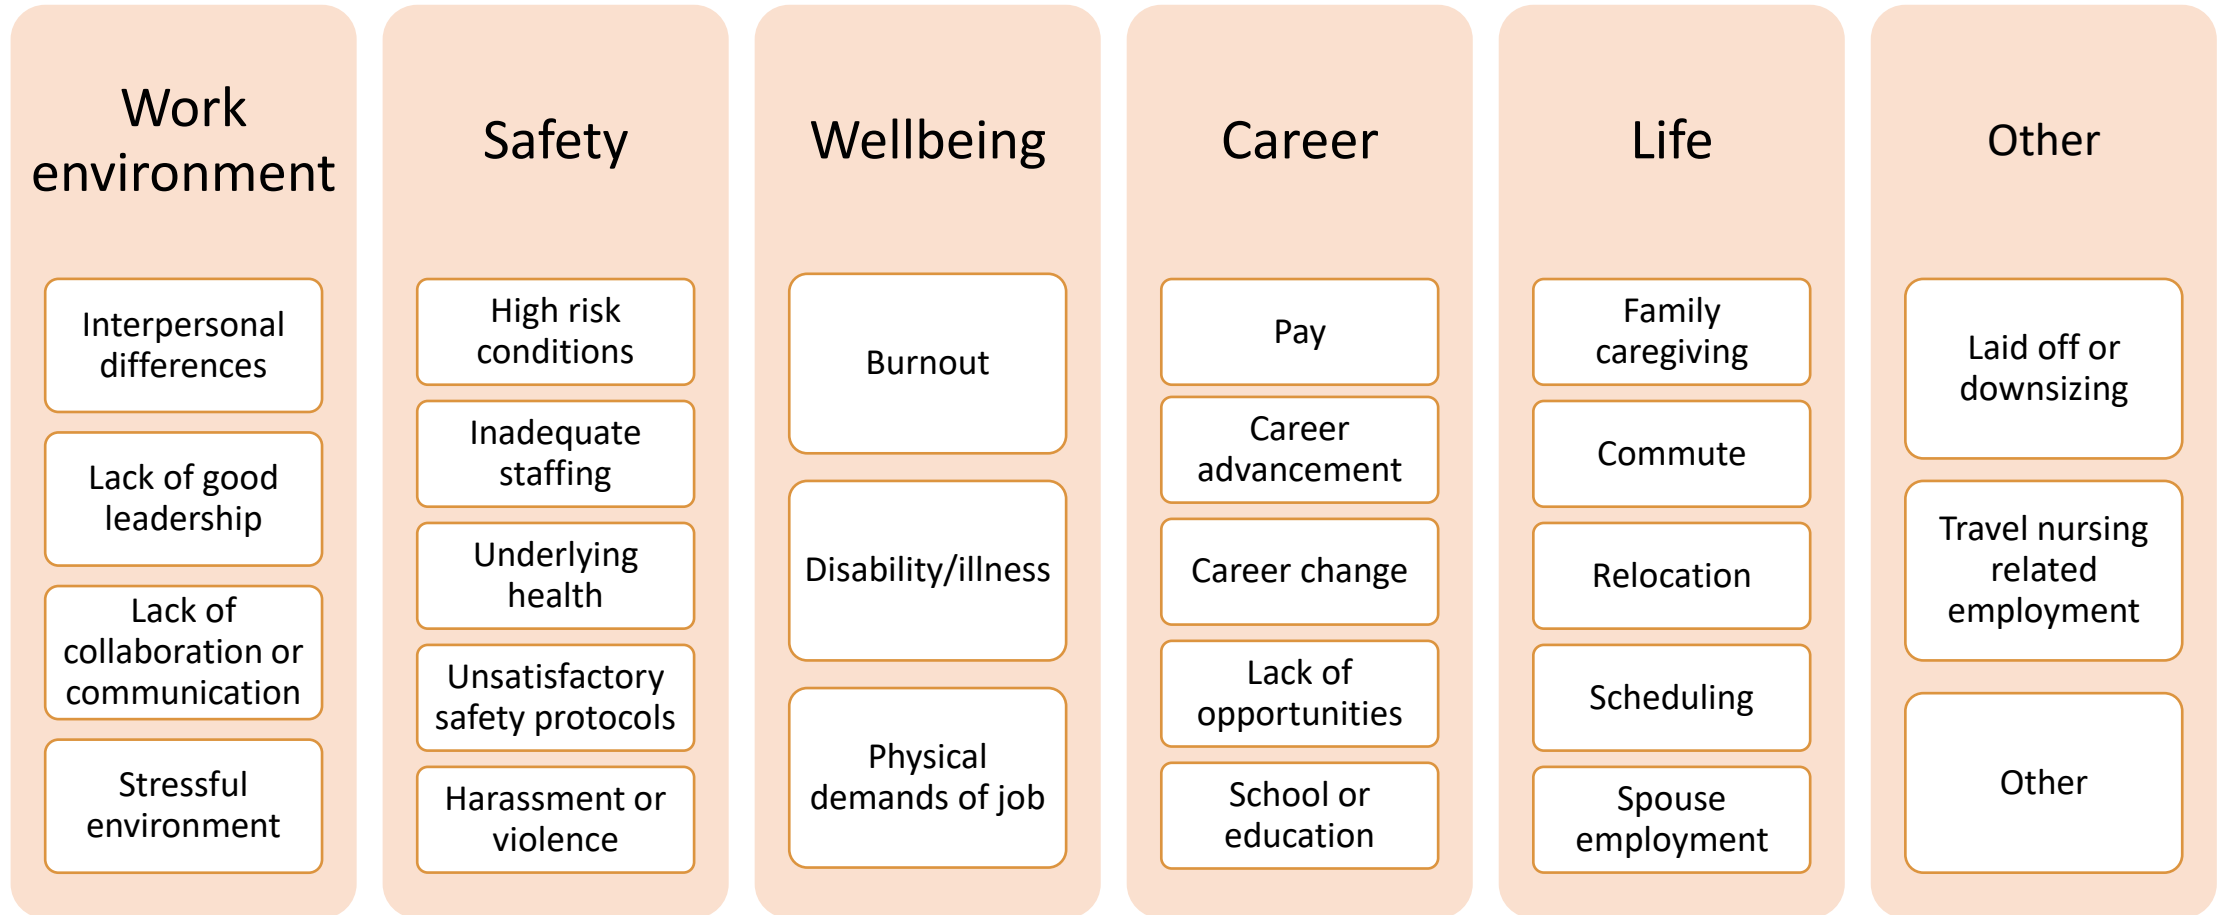 Work
environment
Interpersonal
differences
Lack of good
leadership
Lack of
collaboration or
communication
Stressful
environment
Safety
High risk
conditions
Inadequate
staffing
Underlying
health
Unsatisfactory
safety protocols
Harassment or
violence
Wellbeing
Burnout
Disability/illness
Physical
demands of job
Career
Pay
Career
advancement
Career change
Lack of
opportunities
School or
education
Life
Family
caregiving
Commute
Relocation
Scheduling
Spouse
employment
Other
Laid off or
downsizing
Travel nursing
related
employment
Other